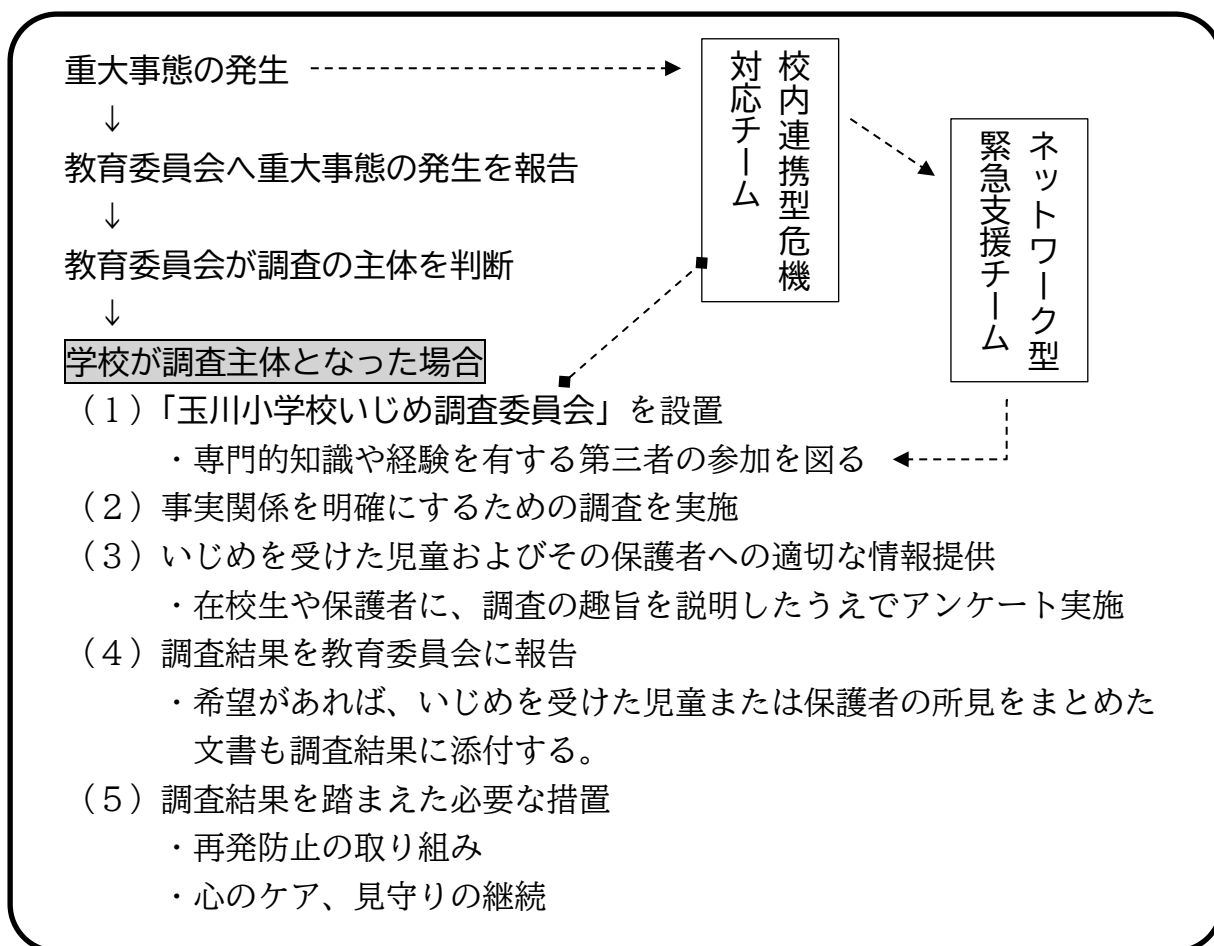 重大事態の発生
校内連携型危機
対応チーム
ネットワーク型
緊急支援チーム
↓
教育委員会へ重大事態の発生を報告
↓
教育委員会が調査の主体を判断
↓
学校が調査主体となった場合
(1)「玉川小学校いじめ調査委員会」を設置
・専門的知識や経験を有する第三者の参加を図る
(2)事実関係を明確にするための調査を実施
(3)いじめを受けた児童およびその保護者への適切な情報提供
・在校生や保護者に、調査の趣旨を説明したうえでアンケート実施
(4)調査結果を教育委員会に報告
・希望があれば、いじめを受けた児童または保護者の所見をまとめた
文書も調査結果に添付する。
(5)調査結果を踏まえた必要な措置
・再発防止の取り組み
・心のケア、見守りの継続